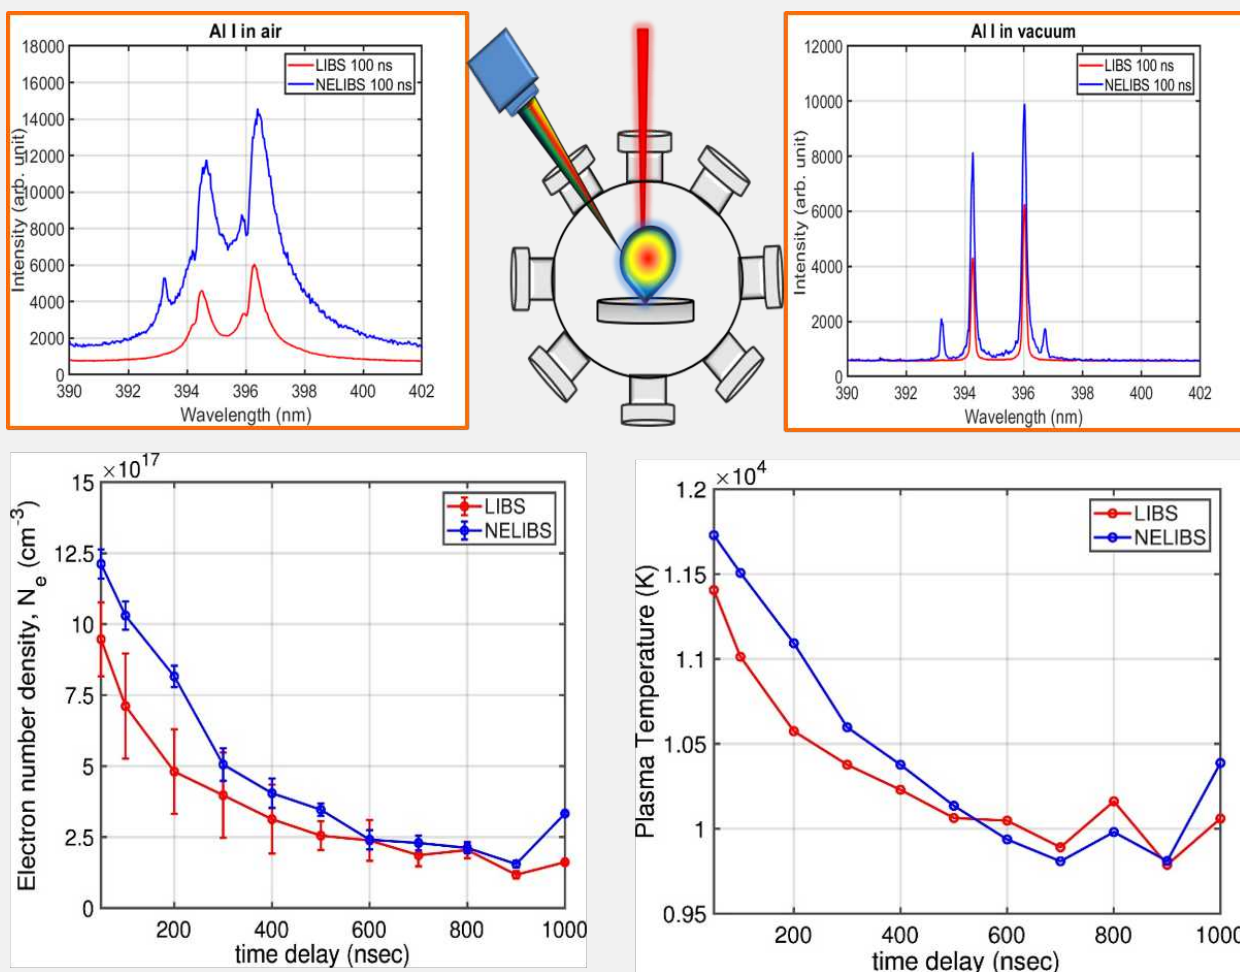 Al I in air
18000
16000
14000
12000
10000
8000
6000
4000
2000
0
Intensity (arb. unit)
LIBS 100 ns
NELIBS 100 ns
390 392 394 396 398 400 402
Wavelength (nm)
Al I in vacuum
12000
10000
8000
6000
4000
2000
0
Intensity (arb. unit)
LIBS 100 ns
NELIBS 100 ns
390 392 394 396 398 400 402
Wavelength (nm)
×10^17
15
12.5
10
7.5
5
2.5
0
Electron number density, N_e (cm^-3)
LIBS
NELIBS
200 400 600 800 1000
time delay (nsec)
×10^4
1.2
1.15
1.1
1.05
1
0.95
Plasma Temperature (K)
LIBS
NELIBS
200 400 600 800 1000
time delay (nsec)